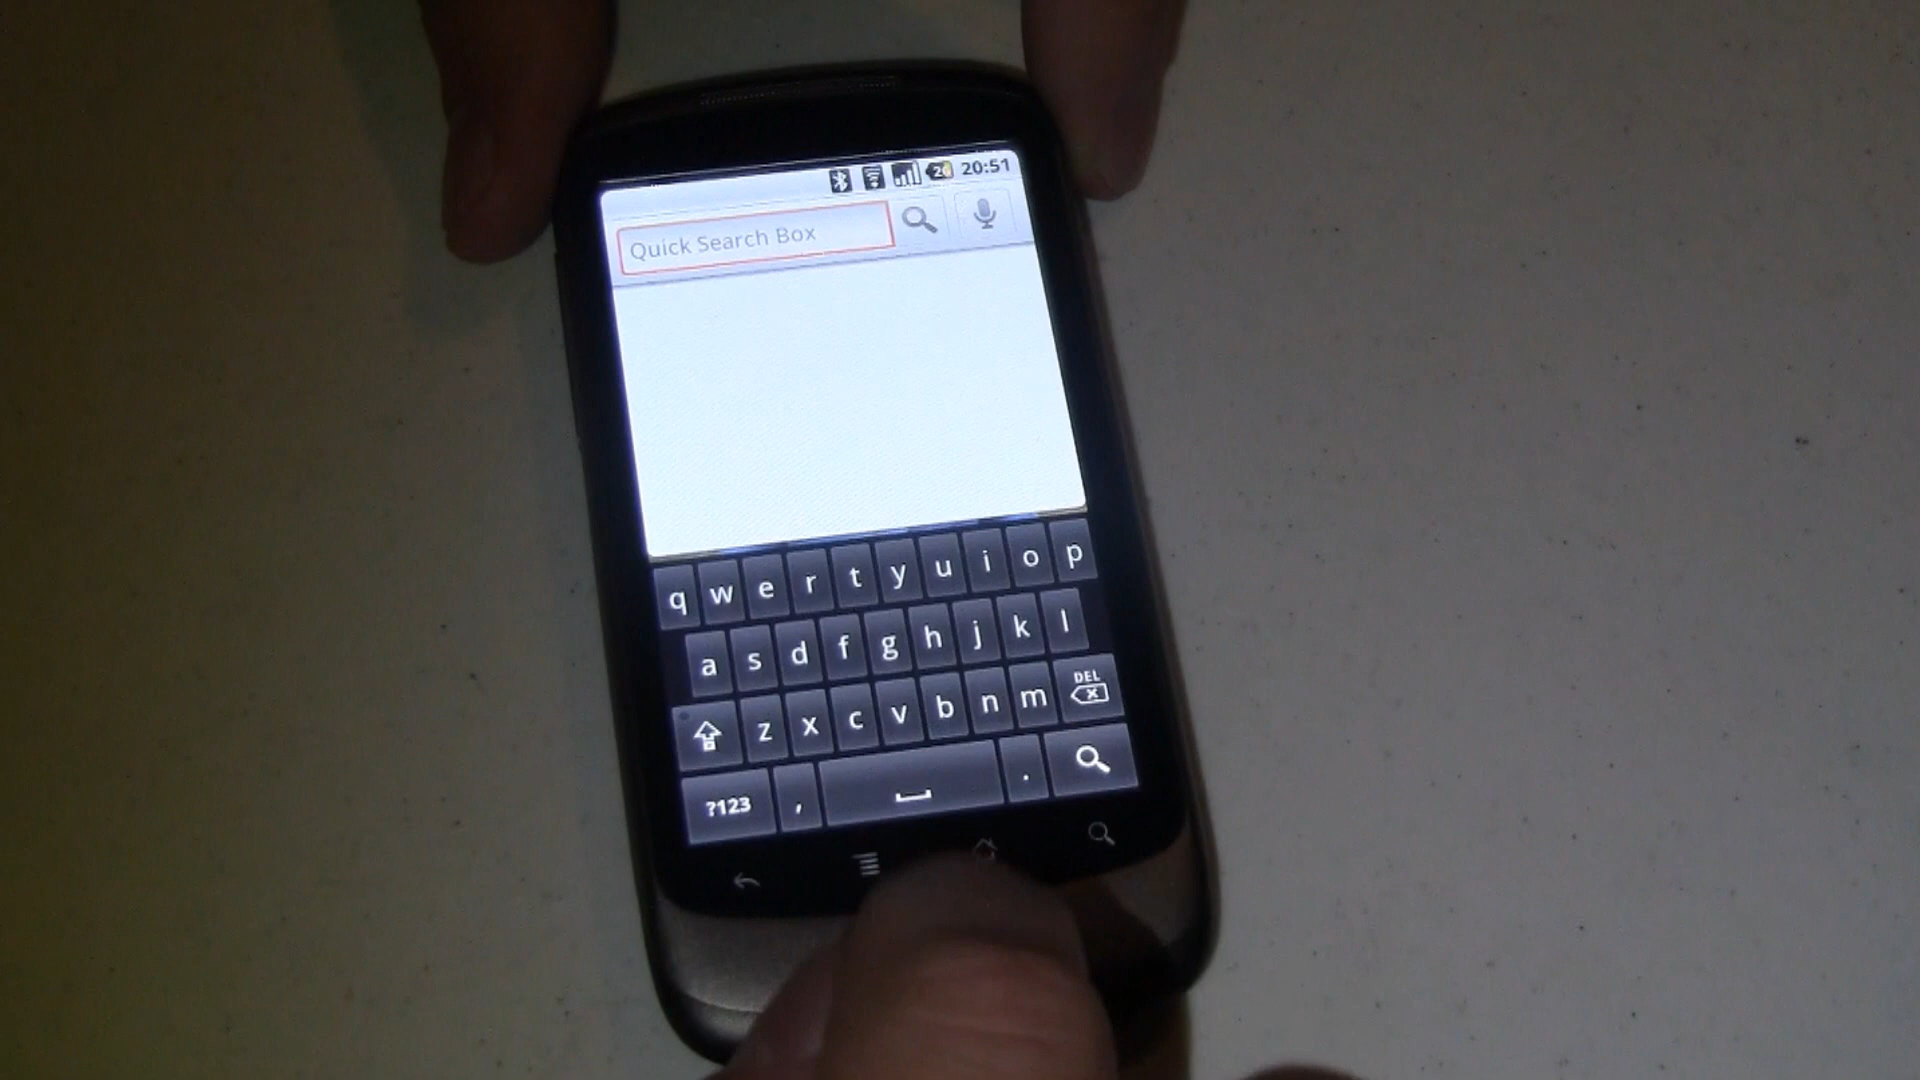 20:51
Quick Search Box
q w e r t y u i o p
a s d f g h j k l
z x c v b n m DEL
?123 , .